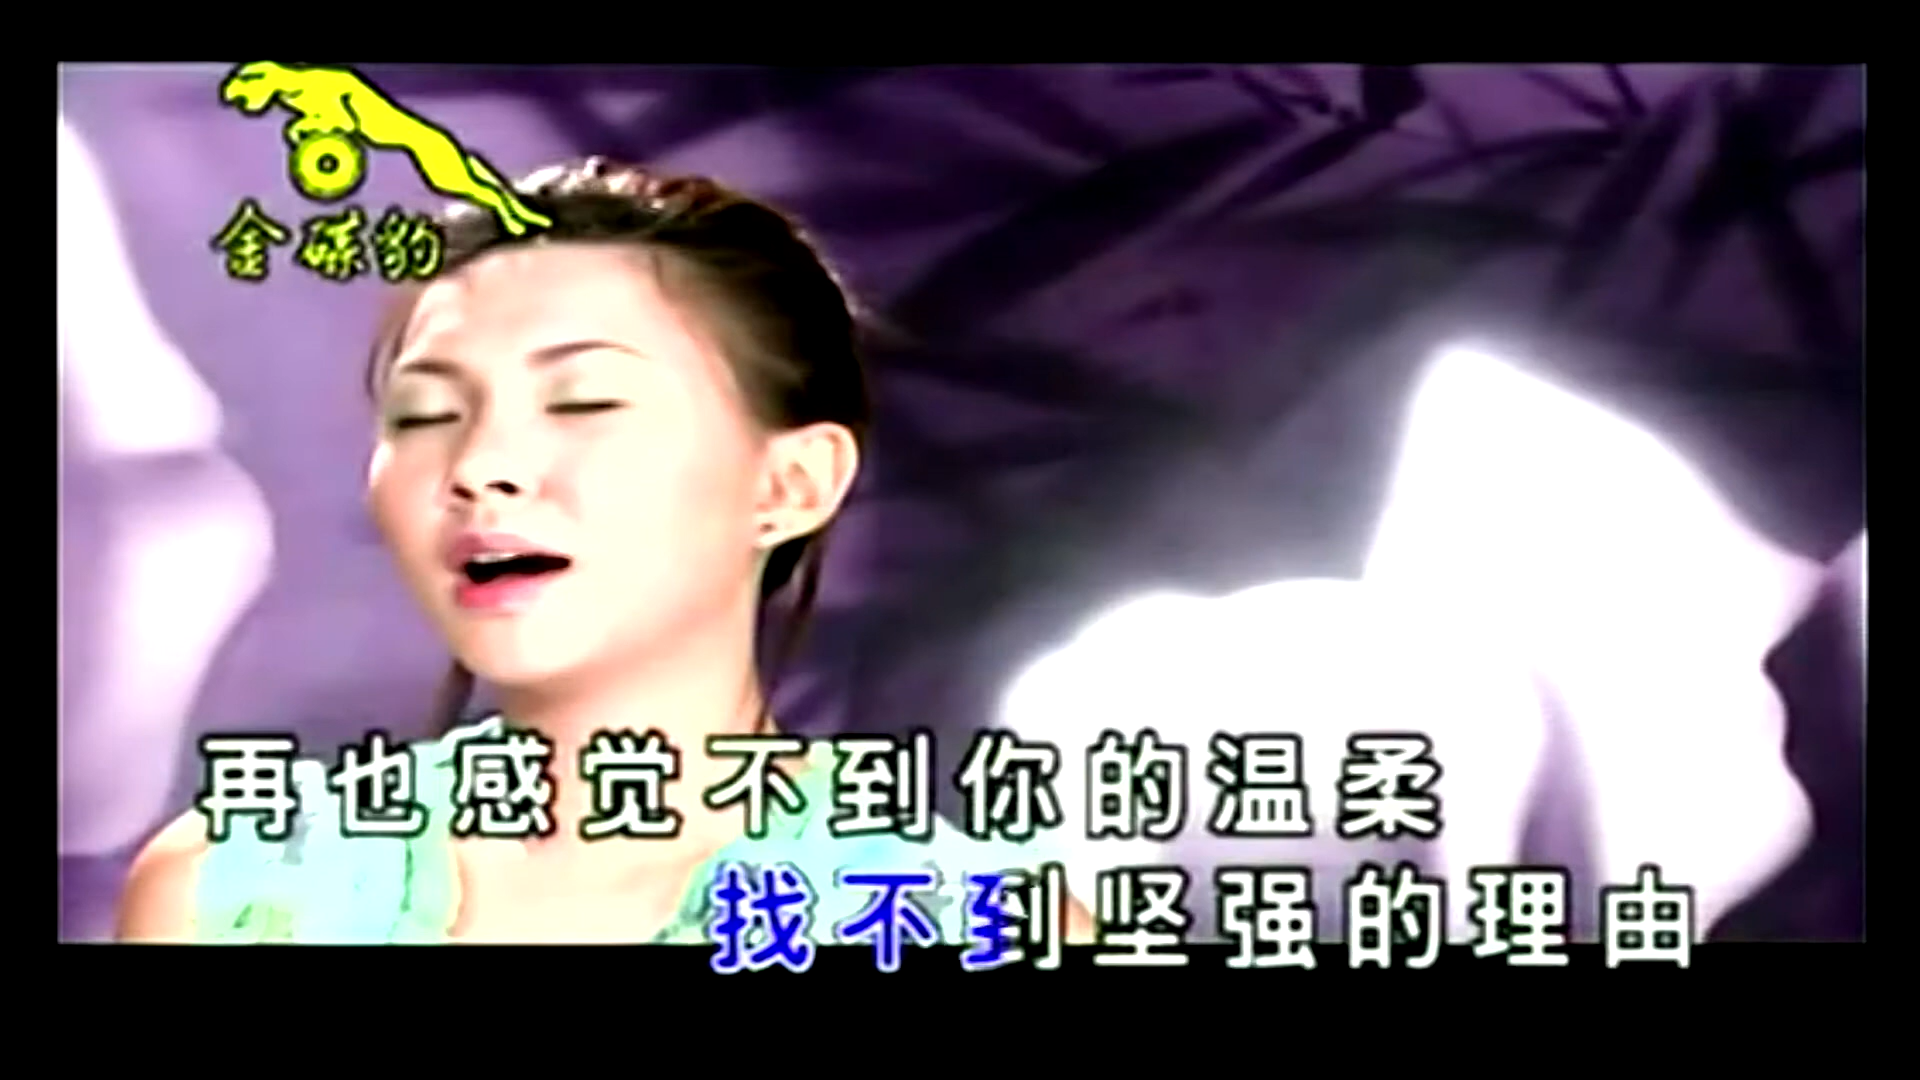 金碟豹
再也感觉不到你的温柔
找不到坚强的理由